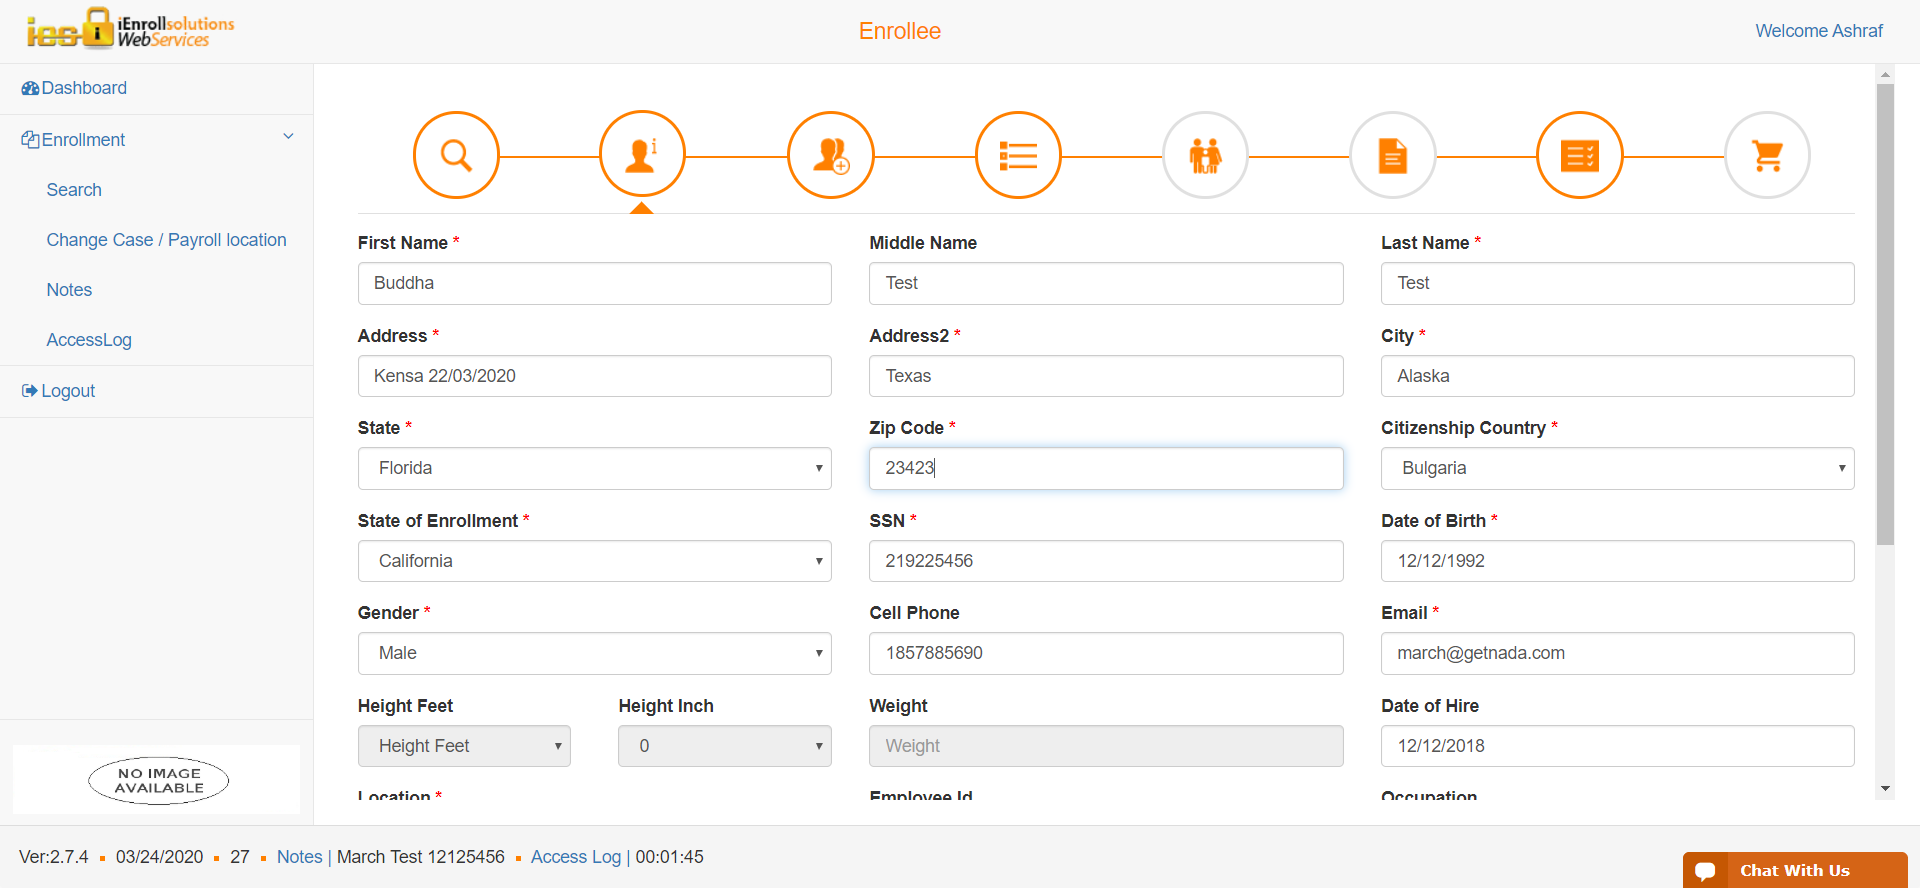 ies iEnrollsolutions
WebServices
Enrollee
Welcome Ashraf
Dashboard
Enrollment
Search
Change Case / Payroll location
Notes
AccessLog
Logout
NO IMAGE
AVAILABLE
First Name * Middle Name Last Name *
Buddha Test Test
Address * Address2 * City *
Kensa 22/03/2020 Texas Alaska
State * Zip Code * Citizenship Country *
Florida 23423 Bulgaria
State of Enrollment * SSN * Date of Birth *
California 219225456 12/12/1992
Gender * Cell Phone Email *
Male 1857885690 march@getnada.com
Height Feet Height Inch Weight Date of Hire
Height Feet 0 Weight 12/12/2018
Location * Employee Id Occupation
Ver:2.7.4 03/24/2020 27 Notes | March Test 12125456 Access Log | 00:01:45
Chat With Us